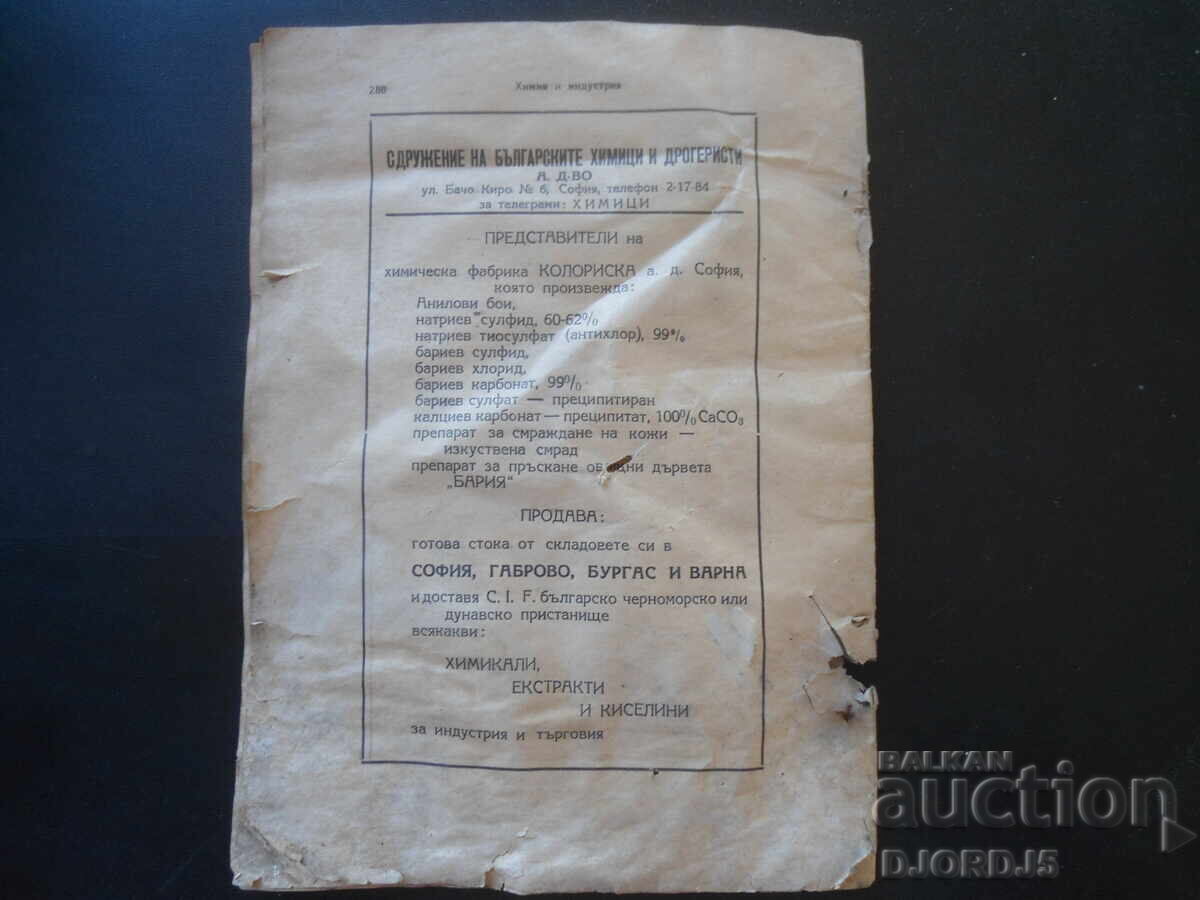 280 Химия и индустрия
СДРУЖЕНИЕ НА БЪЛГАРСКИТЕ ХИМИЦИ И ДРОГЕРИСТИ
А. Д-ВО
ул. Бачо Киро № 6, София, телефон 2-17-84
за телеграми: ХИМИЦИ
ПРЕДСТАВИТЕЛИ на
химическа фабрика КОЛОРИСКА а. д. София,
която произвежда:
Анилови бои,
натриев сулфид, 60-62%
натриев тиосулфат (антихлор), 99%
бариев сулфид,
бариев хлорид,
бариев карбонат, 99%
бариев сулфат — преципитиран
калциев карбонат — преципитат, 100% CaCO₃
препарат за смраждане на кожи —
изкуствена смрад
препарат за пръскане овощни дървета
„БАРИЯ“
ПРОДАВА:
готова стока от складовете си в
СОФИЯ, ГАБРОВО, БУРГАС И ВАРНА
и доставя C. I. F. българско черноморско или
дунавско пристанище
всякакви:
ХИМИКАЛИ,
ЕКСТРАКТИ
И КИСЕЛИНИ
за индустрия и търговия
BALKAN
auction
DJORDJ5